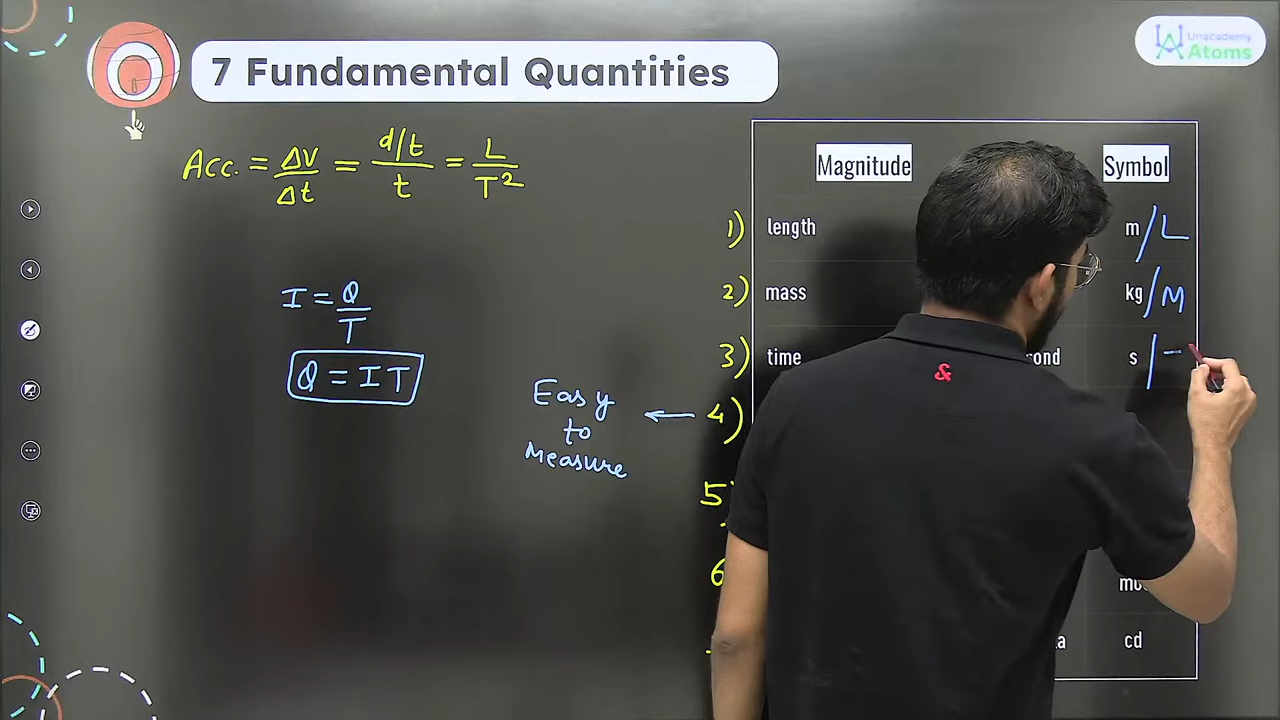 7 Fundamental Quantities
Unacademy
Atoms
Acc. = ΔV/Δt = d/t/t = L/T²
I = Q/T
Q = IT
Easy
to
Measure
Magnitude Symbol
1) length m/L
2) mass kg/M
3) time s/
4)
5)
6
cd
&